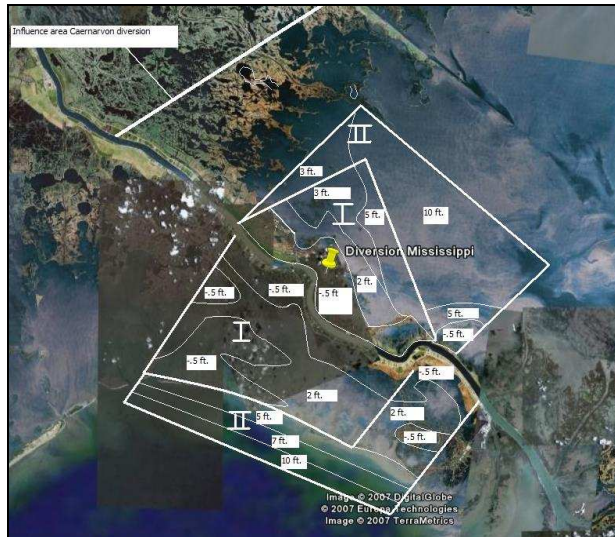 Influence area Caernarvon diversion
II
3 ft.
3 ft.
I
5 ft.
10 ft.
Diversion Mississippi
-.5 ft.
-.5 ft.
-.5 ft
2 ft.
5 ft.
-.5 ft.
I
-.5 ft.
-.5 ft.
2 ft.
2 ft.
II
5 ft.
-.5 ft.
7 ft.
10 ft.
Image © 2007 DigitalGlobe
© 2007 Europa Technologies
Image © 2007 TerraMetrics